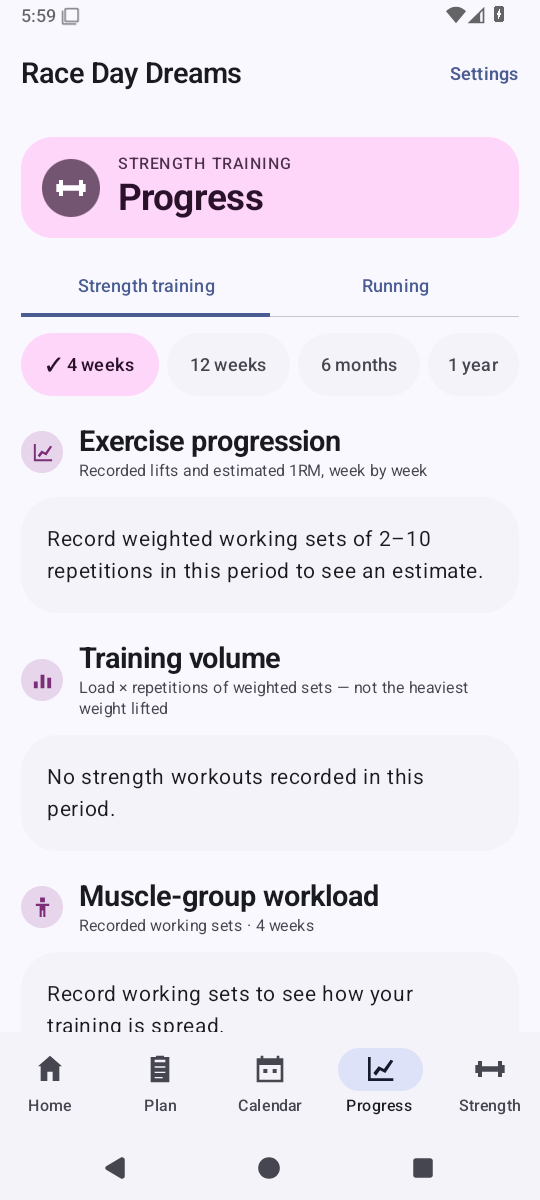 5:59
Race Day Dreams
Settings
STRENGTH TRAINING
Progress
Strength training
Running
✓ 4 weeks
12 weeks
6 months
1 year
Exercise progression
Recorded lifts and estimated 1RM, week by week
Record weighted working sets of 2–10
repetitions in this period to see an estimate.
Training volume
Load × repetitions of weighted sets — not the heaviest
weight lifted
No strength workouts recorded in this
period.
Muscle-group workload
Recorded working sets · 4 weeks
Record working sets to see how your
training is spread.
Home
Plan
Calendar
Progress
Strength